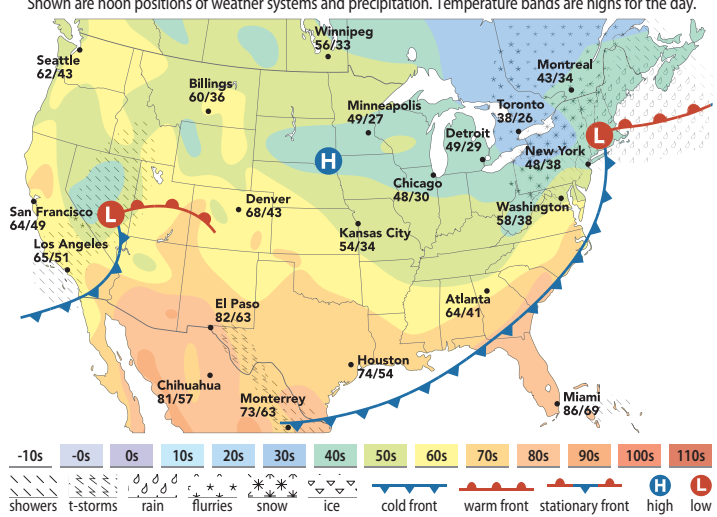 Shown are noon positions of weather systems and precipitation. Temperature bands are highs for the day.
Winnipeg
56/33
Seattle
62/43
Montreal
43/34
Billings
60/36
Minneapolis
49/27
Toronto
38/26
Detroit
49/29
L
H
New York
48/38
Chicago
48/30
Denver
68/43
San Francisco
64/49
L
Washington
58/38
Kansas City
54/34
Los Angeles
65/51
El Paso
82/63
Atlanta
64/41
Houston
74/54
Chihuahua
81/57
Monterrey
73/63
Miami
86/69
-10s -0s 0s 10s 20s 30s 40s 50s 60s 70s 80s 90s 100s 110s
H L
showers t-storms rain flurries snow ice cold front warm front stationary front high low